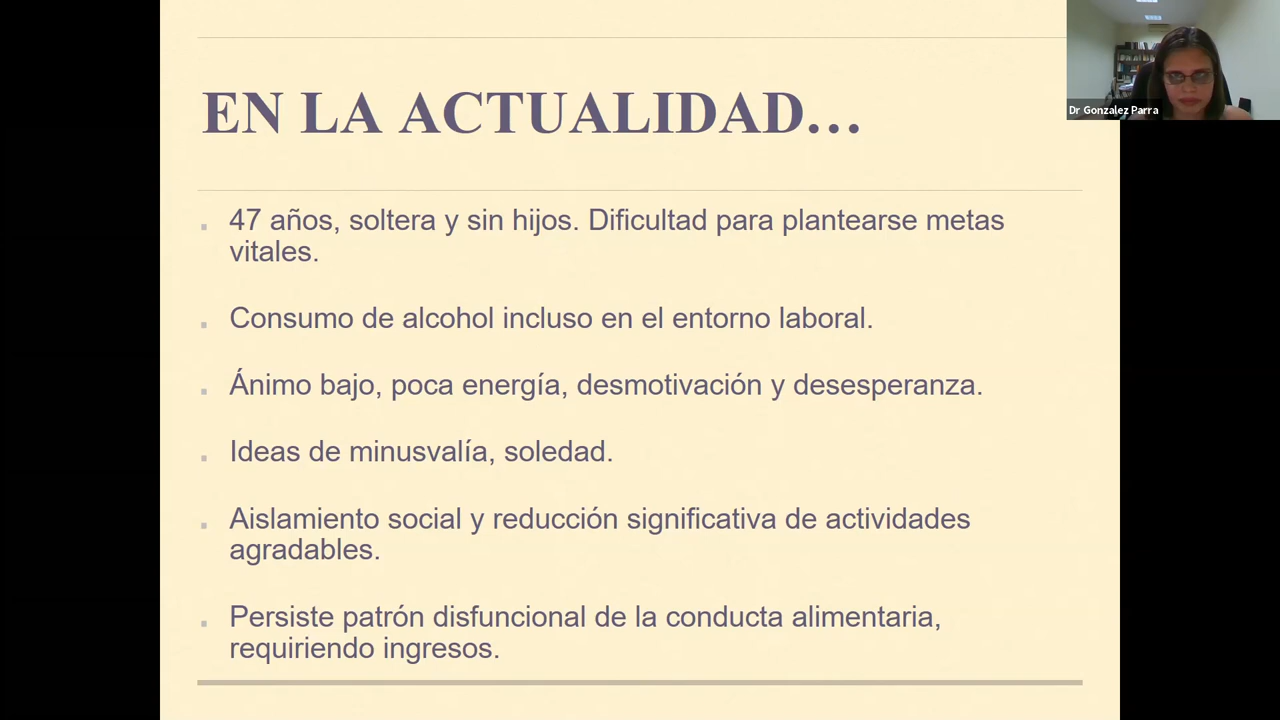 EN LA ACTUALIDAD...
Dr Gonzalez Parra
47 años, soltera y sin hijos. Dificultad para plantearse metas
vitales.
Consumo de alcohol incluso en el entorno laboral.
Ánimo bajo, poca energía, desmotivación y desesperanza.
Ideas de minusvalía, soledad.
Aislamiento social y reducción significativa de actividades
agradables.
Persiste patrón disfuncional de la conducta alimentaria,
requiriendo ingresos.